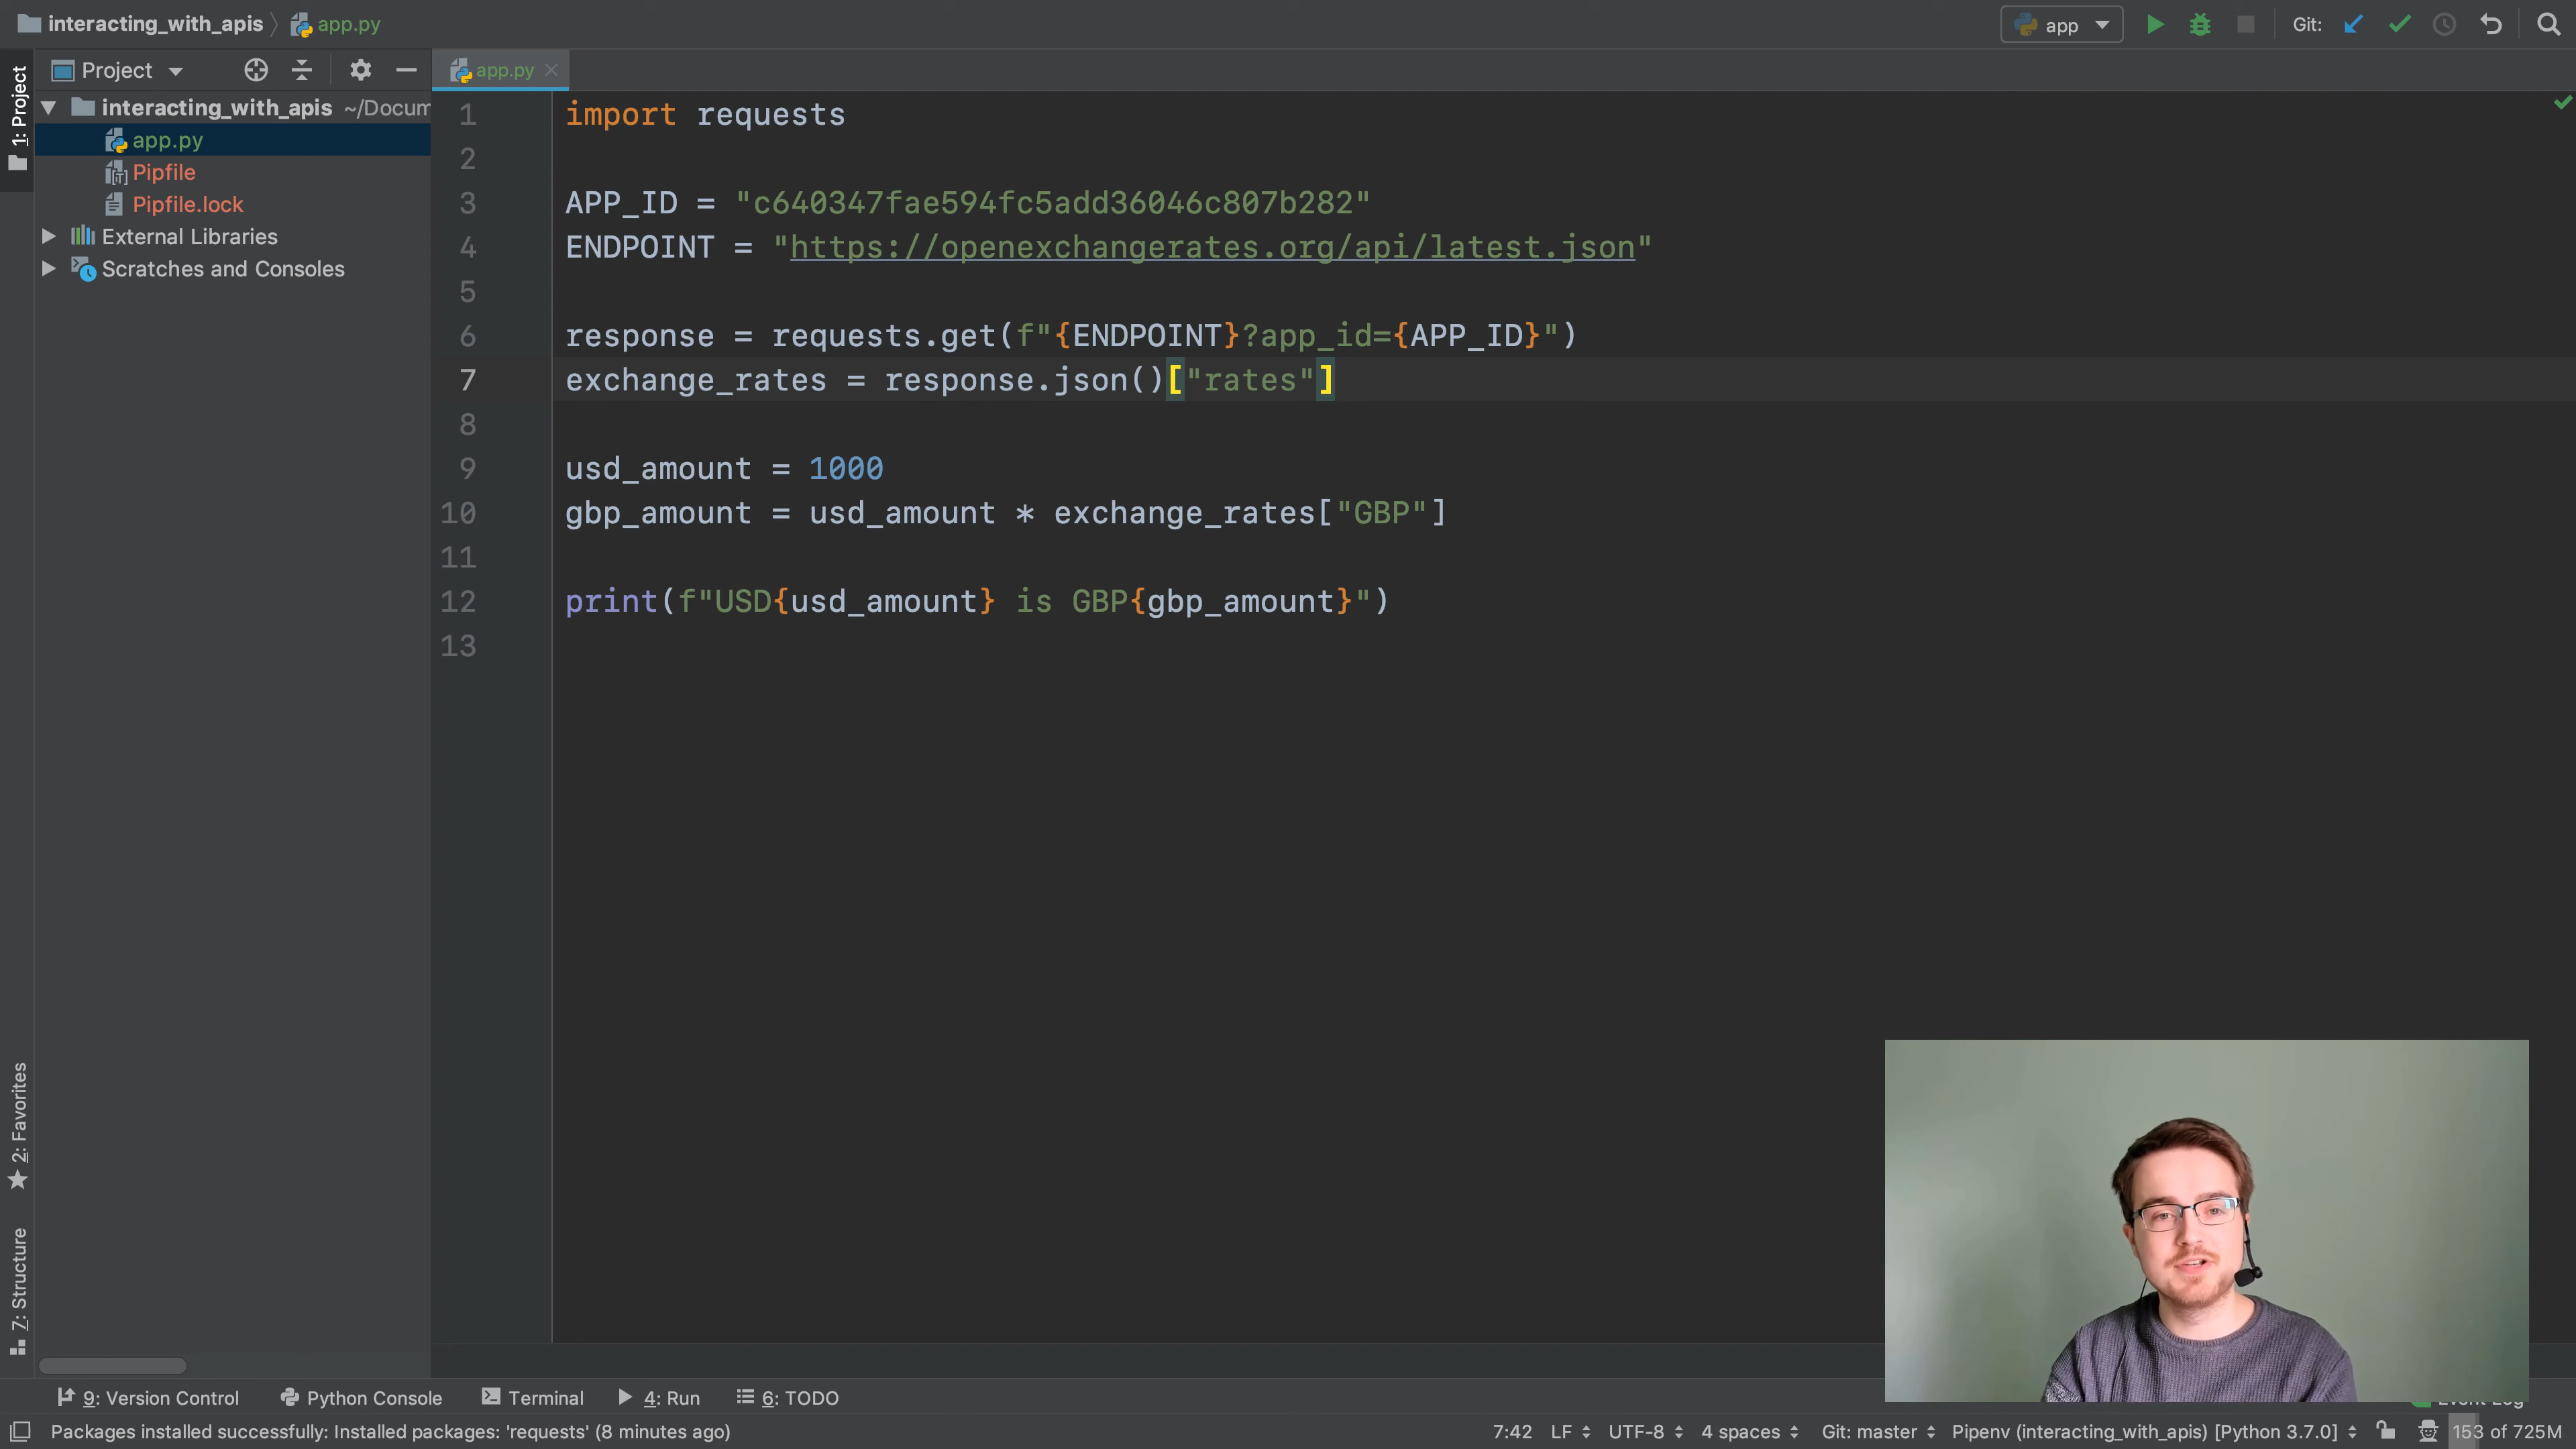 interacting_with_apis
app.py
app
Git:
1: Project
Project
interacting_with_apis ~/Docum
app.py
Pipfile
Pipfile.lock
External Libraries
Scratches and Consoles
app.py
1 import requests
2
3 APP_ID = "c640347fae594fc5add36046c807b282"
4 ENDPOINT = "https://openexchangerates.org/api/latest.json"
5
6 response = requests.get(f"{ENDPOINT}?app_id={APP_ID}")
7 exchange_rates = response.json()["rates"]
8
9 usd_amount = 1000
10 gbp_amount = usd_amount * exchange_rates["GBP"]
11
12 print(f"USD{usd_amount} is GBP{gbp_amount}")
13
2: Favorites
7: Structure
9: Version Control
Python Console
Terminal
4: Run
6: TODO
Event Log
Packages installed successfully: Installed packages: 'requests' (8 minutes ago)
7:42 LF UTF-8 4 spaces Git: master Pipenv (interacting_with_apis) [Python 3.7.0] 153 of 725M